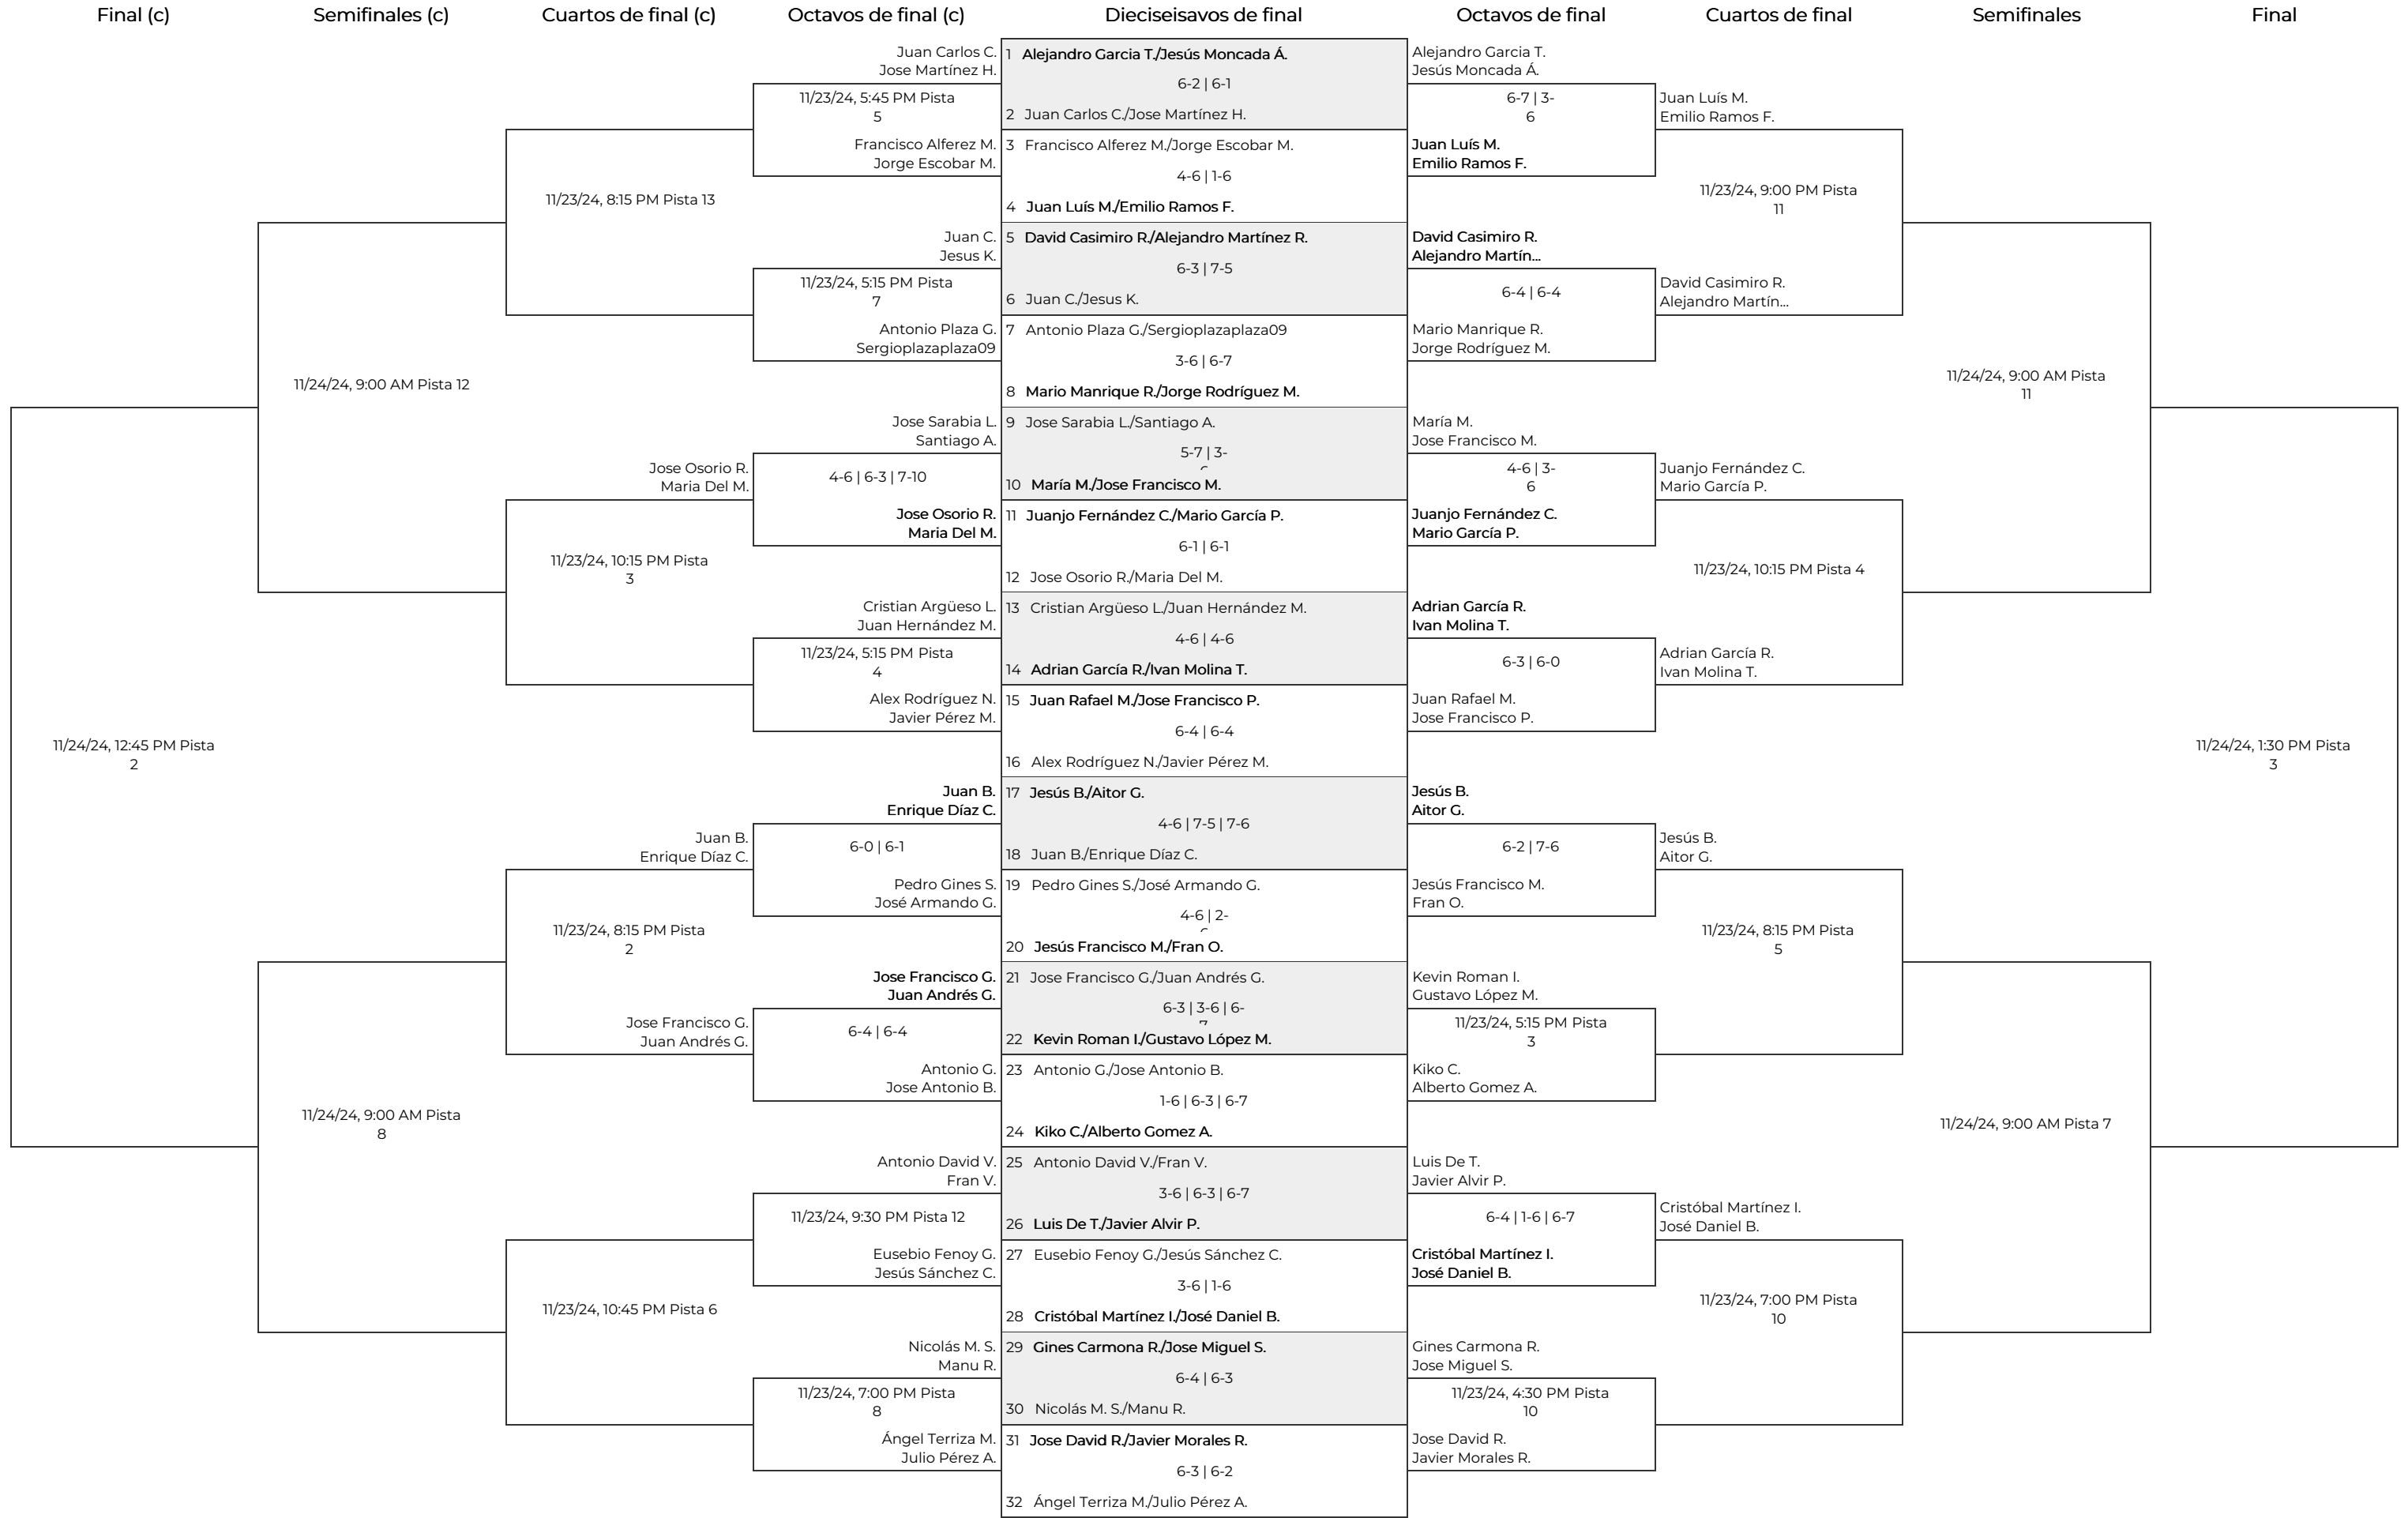 Final (c)
Semifinales (c)
Cuartos de final (c)
Octavos de final (c)
Dieciseisavos de final
Octavos de final
Cuartos de final
Semifinales
Final
11/24/24, 12:45 PM Pista
2
11/24/24, 9:00 AM Pista 12
11/24/24, 9:00 AM Pista
8
11/23/24, 8:15 PM Pista 13
Jose Osorio R.
Maria Del M.
11/23/24, 10:15 PM Pista
3
Juan B.
Enrique Díaz C.
11/23/24, 8:15 PM Pista
2
Jose Francisco G.
Juan Andrés G.
11/23/24, 10:45 PM Pista 6
Juan Carlos C.
Jose Martínez H.
11/23/24, 5:45 PM Pista
5
Francisco Alferez M.
Jorge Escobar M.
Juan C.
Jesus K.
11/23/24, 5:15 PM Pista
7
Antonio Plaza G.
Sergioplazaplaza09
Jose Sarabia L.
Santiago A.
4-6 | 6-3 | 7-10
Jose Osorio R.
Maria Del M.
Cristian Argüeso L.
Juan Hernández M.
11/23/24, 5:15 PM Pista
4
Alex Rodríguez N.
Javier Pérez M.
Juan B.
Enrique Díaz C.
6-0 | 6-1
Pedro Gines S.
José Armando G.
Jose Francisco G.
Juan Andrés G.
6-4 | 6-4
Antonio G.
Jose Antonio B.
Antonio David V.
Fran V.
11/23/24, 9:30 PM Pista 12
Eusebio Fenoy G.
Jesús Sánchez C.
Nicolás M. S.
Manu R.
11/23/24, 7:00 PM Pista
8
Ángel Terriza M.
Julio Pérez A.
1 Alejandro Garcia T./Jesús Moncada Á.
6-2 | 6-1
2 Juan Carlos C./Jose Martínez H.
3 Francisco Alferez M./Jorge Escobar M.
4-6 | 1-6
4 Juan Luís M./Emilio Ramos F.
5 David Casimiro R./Alejandro Martínez R.
6-3 | 7-5
6 Juan C./Jesus K.
7 Antonio Plaza G./Sergioplazaplaza09
3-6 | 6-7
8 Mario Manrique R./Jorge Rodríguez M.
9 Jose Sarabia L./Santiago A.
5-7 | 3-
10 María M./Jose Francisco M.
11 Juanjo Fernández C./Mario García P.
6-1 | 6-1
12 Jose Osorio R./Maria Del M.
13 Cristian Argüeso L./Juan Hernández M.
4-6 | 4-6
14 Adrian García R./Ivan Molina T.
15 Juan Rafael M./Jose Francisco P.
6-4 | 6-4
16 Alex Rodríguez N./Javier Pérez M.
17 Jesús B./Aitor G.
4-6 | 7-5 | 7-6
18 Juan B./Enrique Díaz C.
19 Pedro Gines S./José Armando G.
4-6 | 2-
20 Jesús Francisco M./Fran O.
21 Jose Francisco G./Juan Andrés G.
6-3 | 3-6 | 6-
22 Kevin Roman I./Gustavo López M.
23 Antonio G./Jose Antonio B.
1-6 | 6-3 | 6-7
24 Kiko C./Alberto Gomez A.
25 Antonio David V./Fran V.
3-6 | 6-3 | 6-7
26 Luis De T./Javier Alvir P.
27 Eusebio Fenoy G./Jesús Sánchez C.
3-6 | 1-6
28 Cristóbal Martínez I./José Daniel B.
29 Gines Carmona R./Jose Miguel S.
6-4 | 6-3
30 Nicolás M. S./Manu R.
31 Jose David R./Javier Morales R.
6-3 | 6-2
32 Ángel Terriza M./Julio Pérez A.
Alejandro Garcia T.
Jesús Moncada Á.
6-7 | 3-
6
Juan Luís M.
Emilio Ramos F.
David Casimiro R.
Alejandro Martín...
6-4 | 6-4
Mario Manrique R.
Jorge Rodríguez M.
María M.
Jose Francisco M.
4-6 | 3-
6
Juanjo Fernández C.
Mario García P.
Adrian García R.
Ivan Molina T.
6-3 | 6-0
Juan Rafael M.
Jose Francisco P.
Jesús B.
Aitor G.
6-2 | 7-6
Jesús Francisco M.
Fran O.
Kevin Roman I.
Gustavo López M.
11/23/24, 5:15 PM Pista
3
Kiko C.
Alberto Gomez A.
Luis De T.
Javier Alvir P.
6-4 | 1-6 | 6-7
Cristóbal Martínez I.
José Daniel B.
Gines Carmona R.
Jose Miguel S.
11/23/24, 4:30 PM Pista
10
Jose David R.
Javier Morales R.
Juan Luís M.
Emilio Ramos F.
11/23/24, 9:00 PM Pista
11
David Casimiro R.
Alejandro Martín...
Juanjo Fernández C.
Mario García P.
11/23/24, 10:15 PM Pista 4
Adrian García R.
Ivan Molina T.
Jesús B.
Aitor G.
11/23/24, 8:15 PM Pista
5
Cristóbal Martínez I.
José Daniel B.
11/23/24, 7:00 PM Pista
10
11/24/24, 9:00 AM Pista
11
11/24/24, 9:00 AM Pista 7
11/24/24, 1:30 PM Pista
3